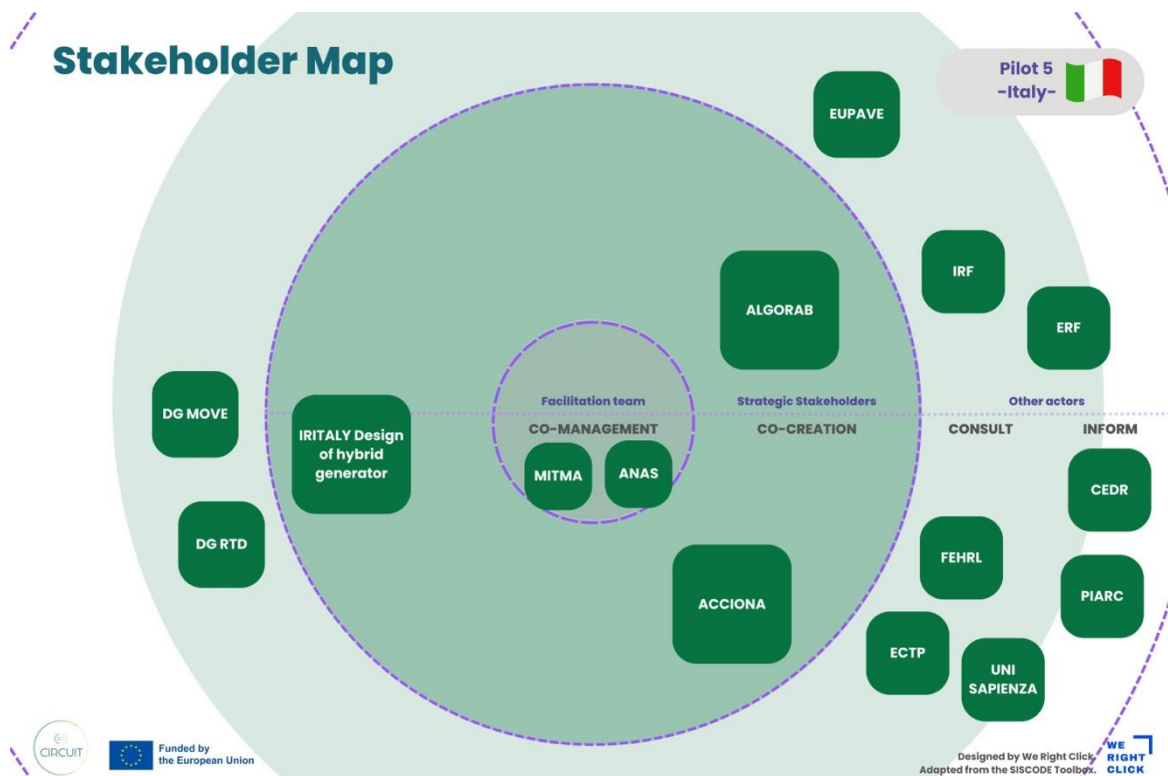 Stakeholder Map
Pilot 5
-Italy-
EUPAVE
IRF
ALGORAB
ERF
DG MOVE
Facilitation team
Strategic Stakeholders
Other actors
IRITALY Design
of hybrid
generator
CO-MANAGEMENT
CO-CREATION
CONSULT
INFORM
MITMA
ANAS
CEDR
DG RTD
FEHRL
ACCIONA
PIARC
ECTP
UNI
SAPIENZA
CIRCUIT
Funded by
the European Union
Designed by We Right Click.
Adapted from the SISCODE Toolbox.
WE
RIGHT
CLICK